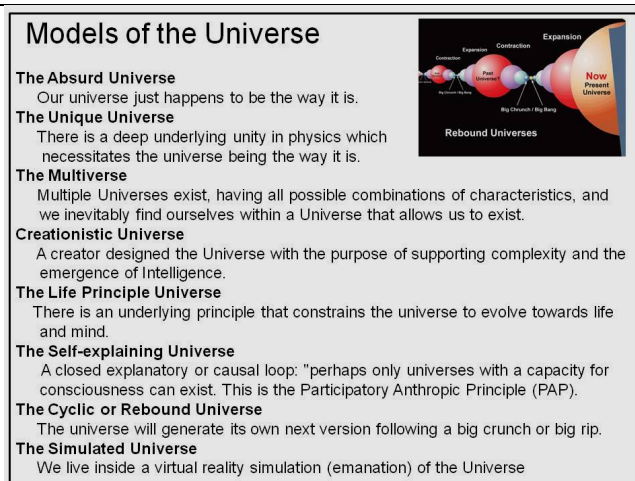 Models of the Universe
Expansion
Contraction
Expansion
Contraction
Past
Universe?
Now
Present
Universe
Big Crunch / Big Bang
Big Chrunch / Big Bang
Rebound Universes
The Absurd Universe
Our universe just happens to be the way it is.
The Unique Universe
There is a deep underlying unity in physics which
necessitates the universe being the way it is.
The Multiverse
Multiple Universes exist, having all possible combinations of characteristics, and
we inevitably find ourselves within a Universe that allows us to exist.
Creationistic Universe
A creator designed the Universe with the purpose of supporting complexity and the
emergence of Intelligence.
The Life Principle Universe
There is an underlying principle that constrains the universe to evolve towards life
and mind.
The Self-explaining Universe
A closed explanatory or causal loop: "perhaps only universes with a capacity for
consciousness can exist. This is the Participatory Anthropic Principle (PAP).
The Cyclic or Rebound Universe
The universe will generate its own next version following a big crunch or big rip.
The Simulated Universe
We live inside a virtual reality simulation (emanation) of the Universe